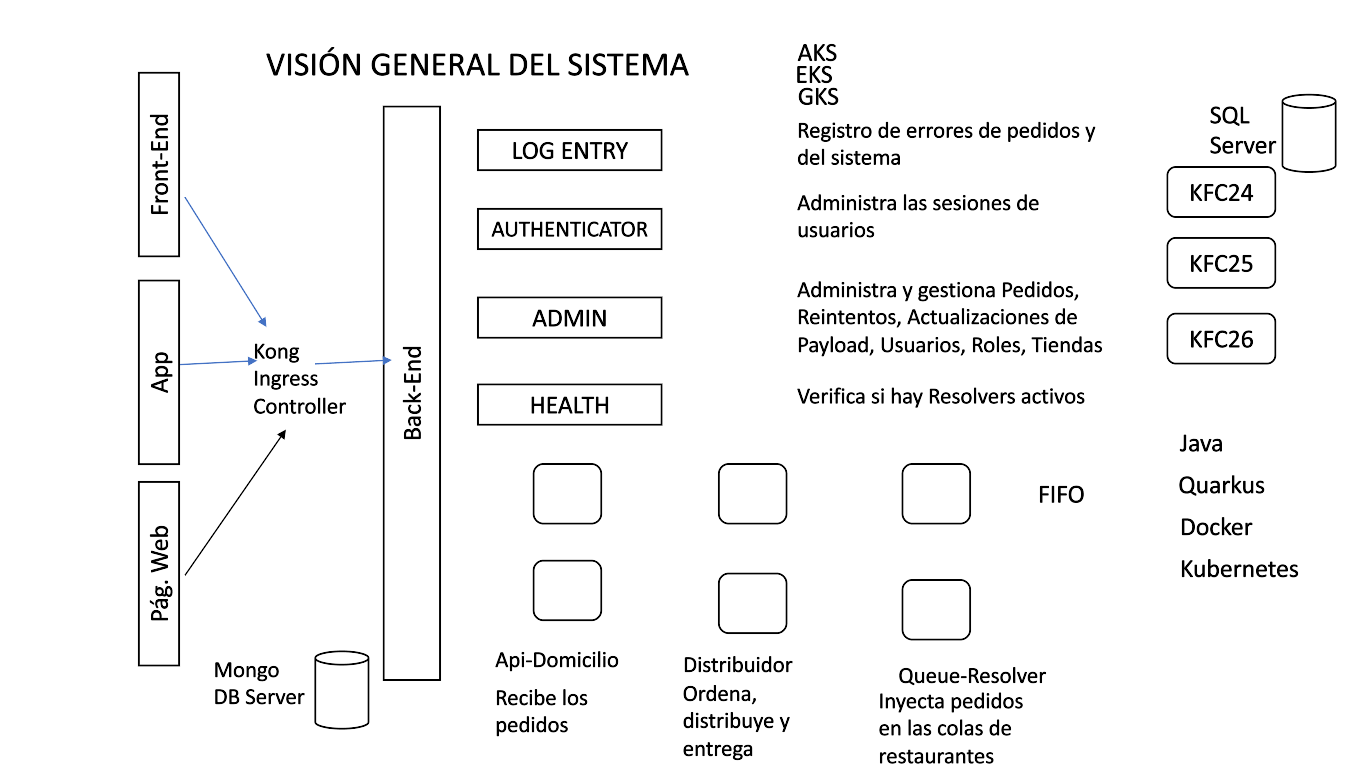 VISIÓN GENERAL DEL SISTEMA
Front-End
App
Pág. Web
Kong
Ingress
Controller
Back-End
Mongo
DB Server
LOG ENTRY
AUTHENTICATOR
ADMIN
HEALTH
AKS
EKS
GKS
Registro de errores de pedidos y
del sistema
Administra las sesiones de
usuarios
Administra y gestiona Pedidos,
Reintentos, Actualizaciones de
Payload, Usuarios, Roles, Tiendas
Verifica si hay Resolvers activos
FIFO
Api-Domicilio
Recibe los
pedidos
Distribuidor
Ordena,
distribuye y
entrega
Queue-Resolver
Inyecta pedidos
en las colas de
restaurantes
SQL
Server
KFC24
KFC25
KFC26
Java
Quarkus
Docker
Kubernetes